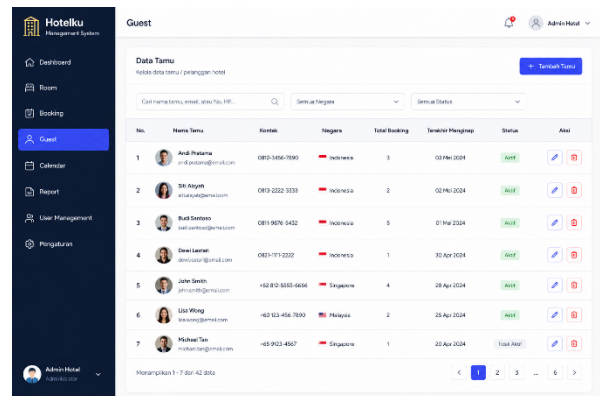 Hotelku
Management System
Dashboard
Room
Booking
Guest
Calendar
Report
User Management
Pengaturan
Admin Hotel
Administrator
Guest
Admin Hotel
Data Tamu
Kelola data tamu / pelanggan hotel
+ Tambah Tamu
Cari nama tamu, email, atau No. HP...
Semua Negara
Semua Status
No. Nama Tamu Kontak Negara Total Booking Terakhir Menginap Status Aksi
1 Andi Pratama 0812-3456-7890 Indonesia 3 03 Mei 2024 Aktif
andi.pratama@email.com
2 Siti Aisyah 0813-2222-3333 Indonesia 2 02 Mei 2024 Aktif
siti.aisyah@email.com
3 Budi Santoso 0811-9876-5432 Indonesia 5 01 Mei 2024 Aktif
budi.santoso@email.com
4 Dewi Lestari 0821-1111-2222 Indonesia 1 30 Apr 2024 Aktif
dewi.lestari@email.com
5 John Smith Singapore 4 28 Apr 2024 Aktif
john.smith@email.com
6 Lisa Wong +60 123-456-7890 Malaysia 2 25 Apr 2024 Aktif
lisa.wong@email.com
7 Michael Tan +65 9123-4567 Singapore 1 20 Apr 2024 Tidak Aktif
michael.tan@email.com
Menampilkan 1 - 7 dari 42 data
< 1 2 3 ... 6 >